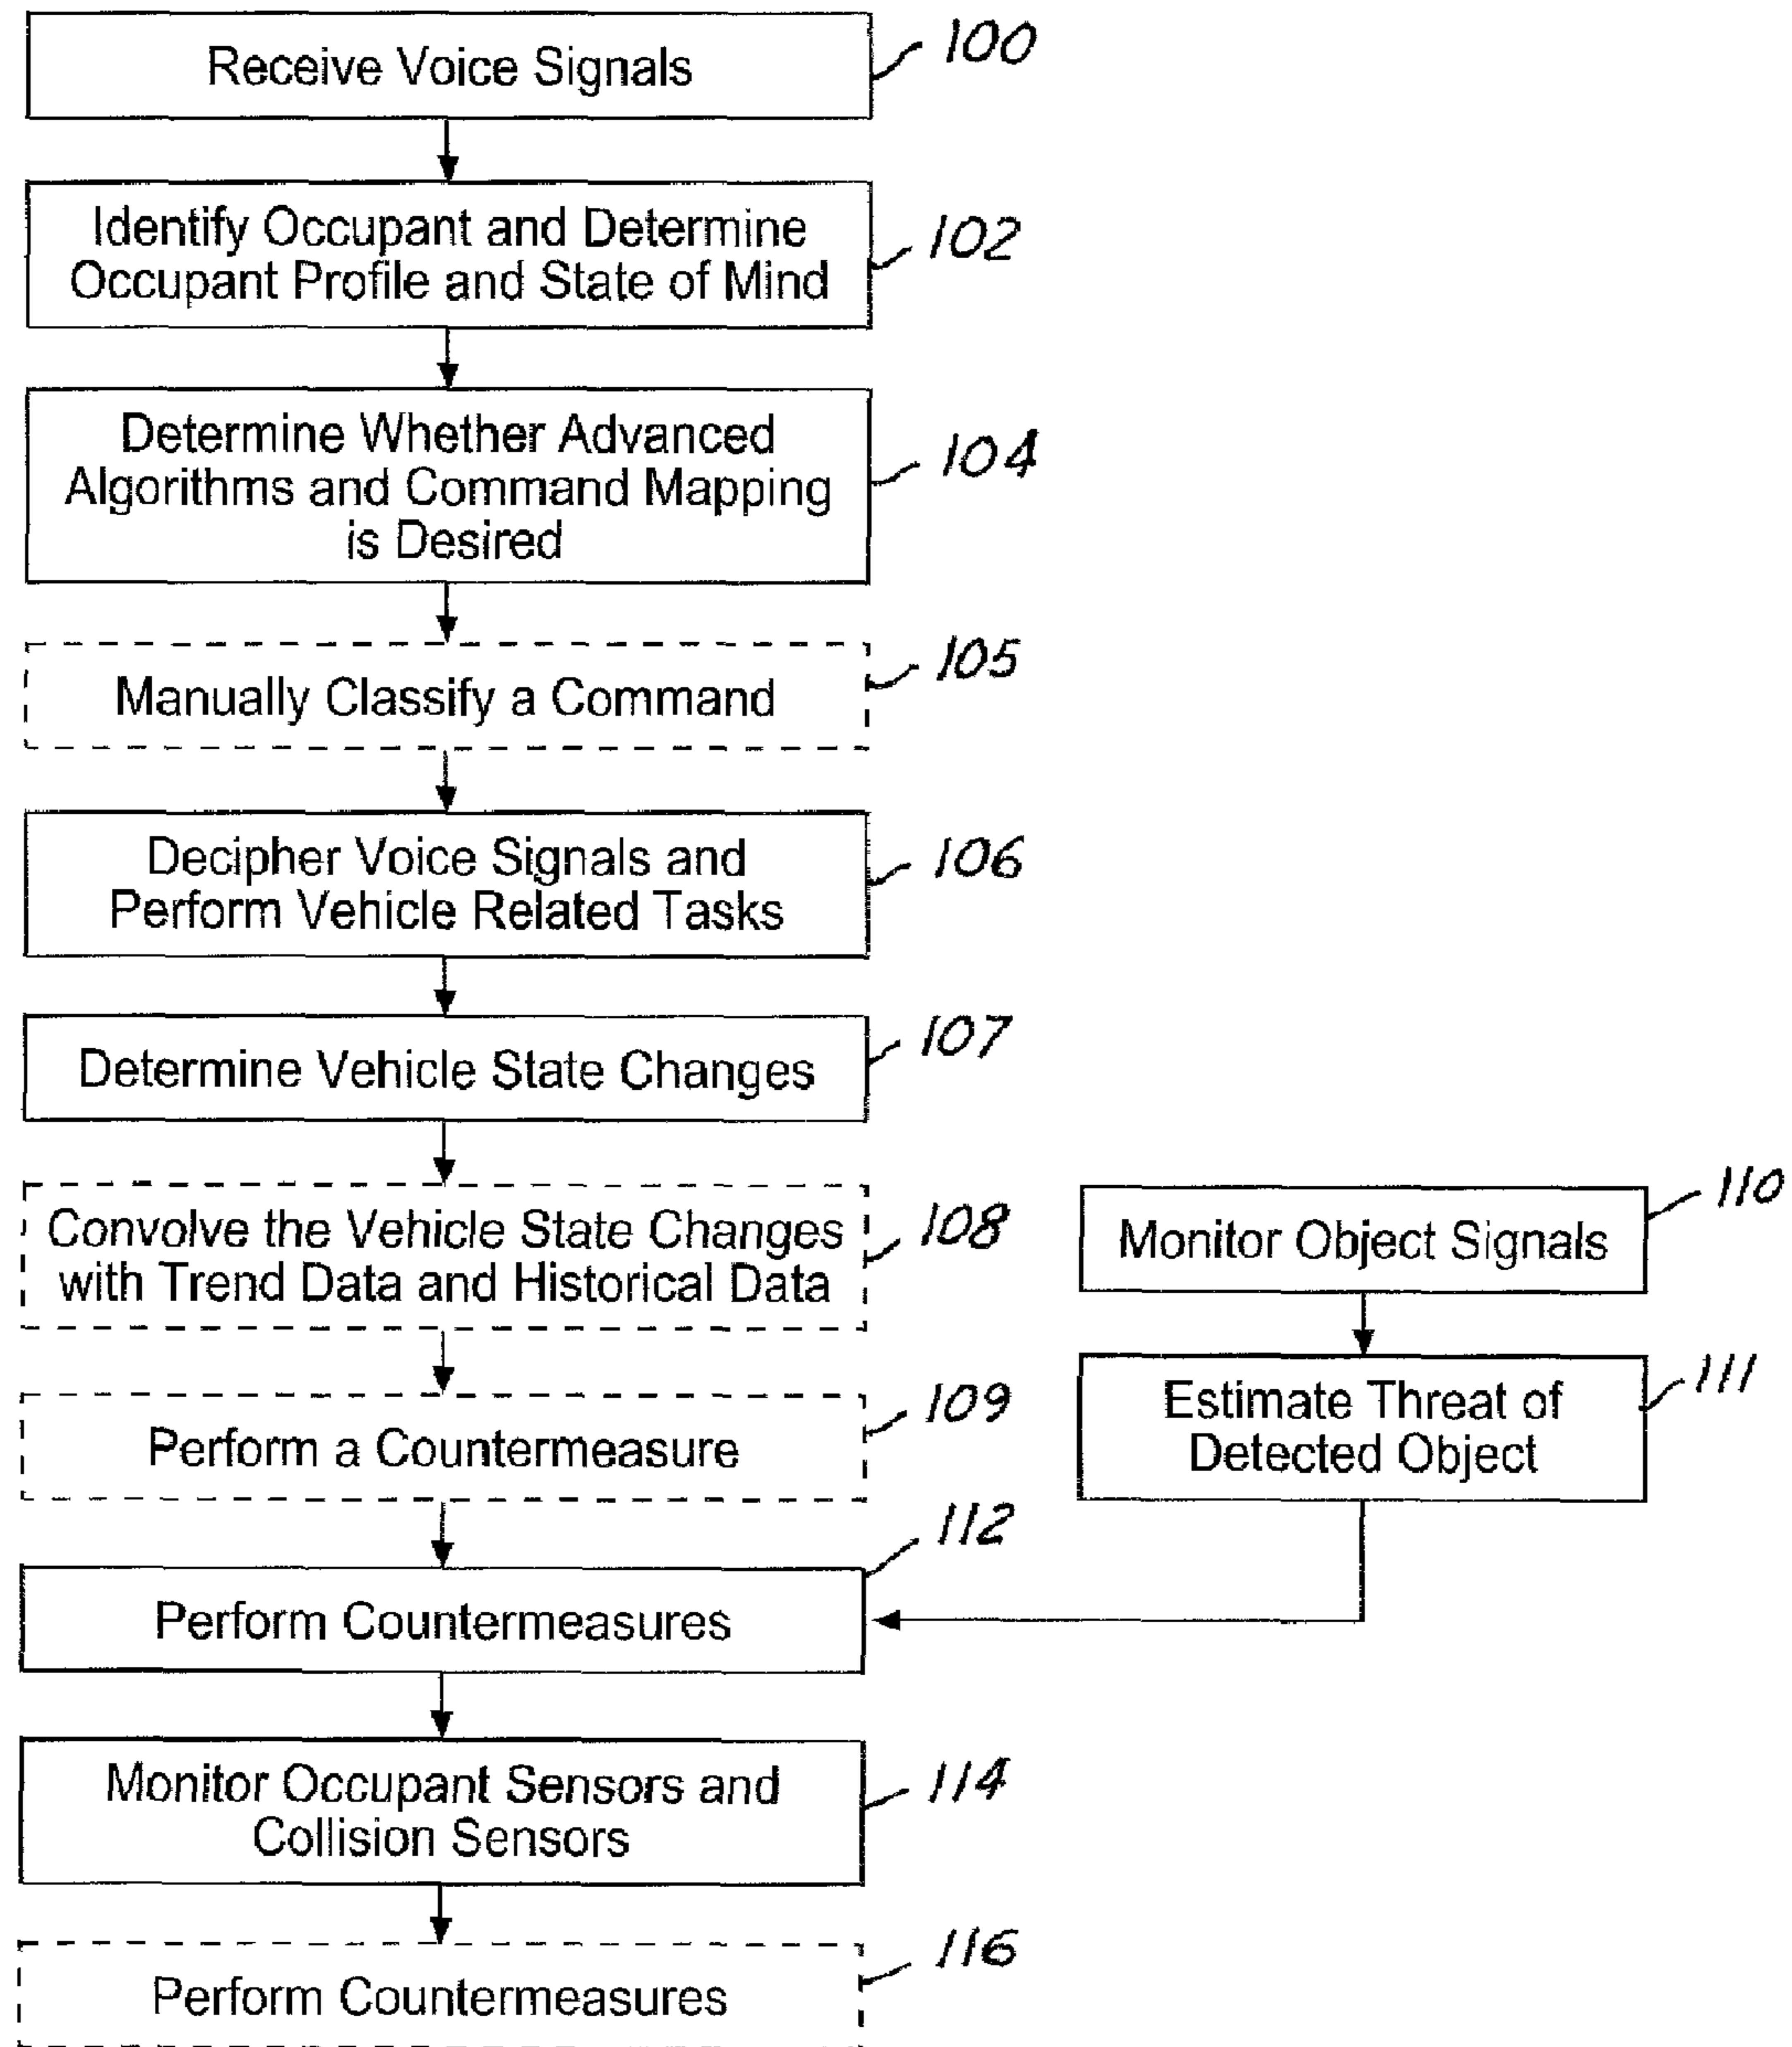 Receive Voice Signals
100
Identify Occupant and Determine
Occupant Profile and State of Mind
102
Determine Whether Advanced
Algorithms and Command Mapping
is Desired
104
Manually Classify a Command
105
Decipher Voice Signals and
Perform Vehicle Related Tasks
106
Determine Vehicle State Changes
107
Convolve the Vehicle State Changes
with Trend Data and Historical Data
108
Monitor Object Signals
110
Perform a Countermeasure
109
Estimate Threat of
Detected Object
111
Perform Countermeasures
112
Monitor Occupant Sensors and
Collision Sensors
114
Perform Countermeasures
116